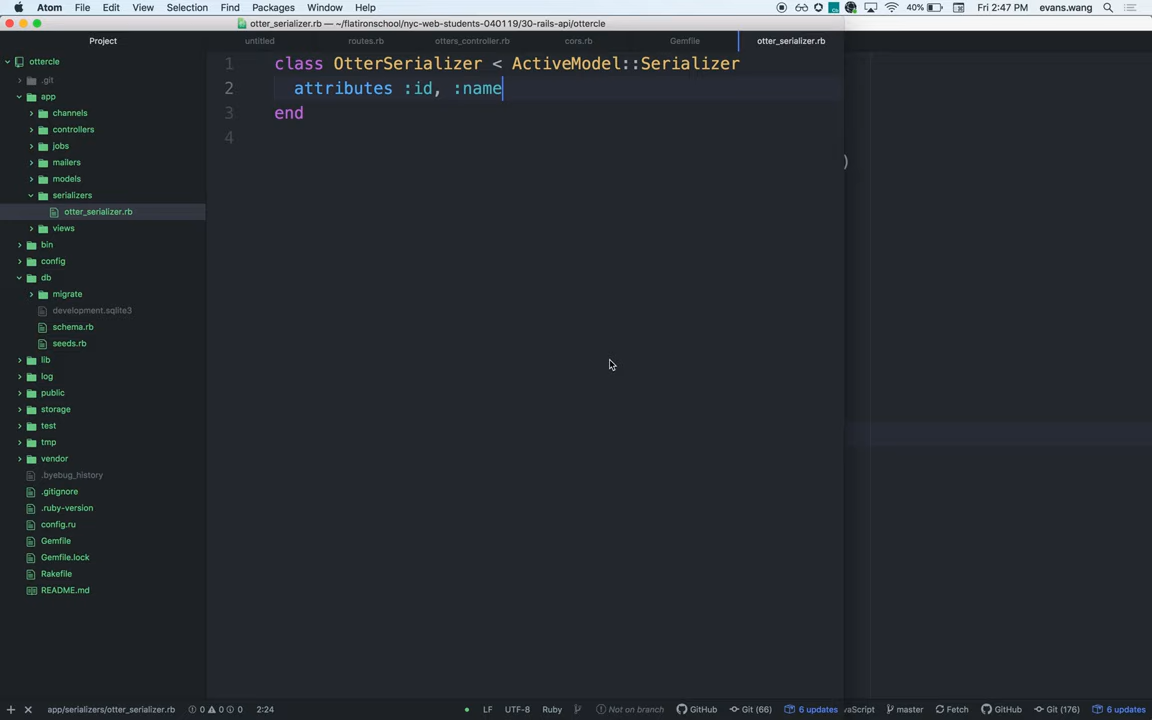 Atom File Edit View Selection Find Packages Window Help 40% Fri 2:47 PM evans.wang
otter_serializer.rb — ~/flatironschool/nyc-web-students-040119/30-rails-api/ottercle
Project untitled routes.rb otters_controller.rb cors.rb Gemfile otter_serializer.rb
ottercle
.git
app
channels
controllers
jobs
mailers
models
serializers
otter_serializer.rb
views
bin
config
db
migrate
development.sqlite3
schema.rb
seeds.rb
lib
log
public
storage
test
tmp
vendor
.byebug_history
.gitignore
.ruby-version
config.ru
Gemfile
Gemfile.lock
Rakefile
README.md
1 class OtterSerializer < ActiveModel::Serializer
2 attributes :id, :name
3 end
4
)
app/serializers/otter_serializer.rb 0 0 0 2:24 LF UTF-8 Ruby Not on branch GitHub Git (66) 6 updates vaScript master Fetch GitHub Git (176) 6 updates